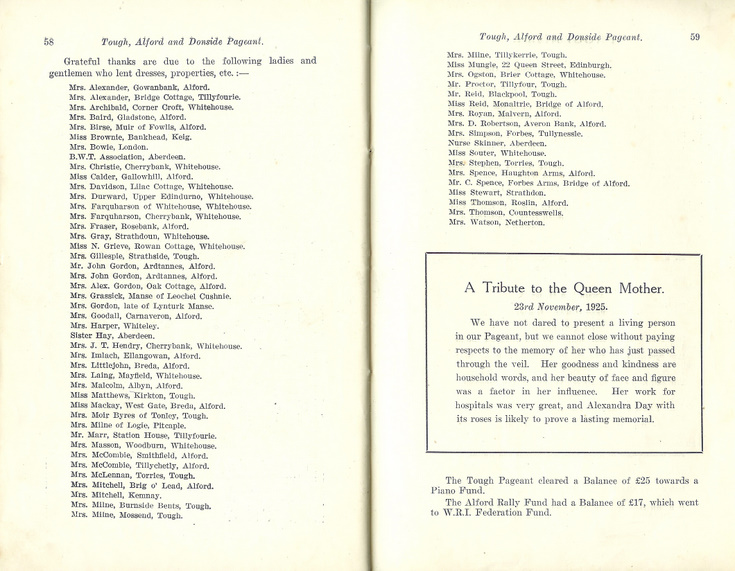 58 Tough, Alford and Donside Pageant.
Grateful thanks are due to the following ladies and
gentlemen who lent dresses, properties, etc. :—
Mrs. Alexander, Gowanbank, Alford.
Mrs. Alexander, Bridge Cottage, Tillyfourie.
Mrs. Archibald, Corner Croft, Whitehouse.
Mrs. Baird, Gladstone, Alford.
Mrs. Birse, Muir of Fowlis, Alford.
Miss Brownie, Bankhead, Keig.
Mrs. Bowie, London.
B.W.T. Association, Aberdeen.
Mrs. Christie, Cherrybank, Whitehouse.
Miss Calder, Gallowhill, Alford.
Mrs. Davidson, Lilac Cottage, Whitehouse.
Mrs. Durward, Upper Edindurno, Whitehouse.
Mrs. Farquharson of Whitehouse, Whitehouse.
Mrs. Farquharson, Cherrybank, Whitehouse.
Mrs. Fraser, Rosebank, Alford.
Mrs. Gray, Strathdoun, Whitehouse.
Miss N. Grieve, Rowan Cottage, Whitehouse.
Mrs. Gillespie, Strathside, Tough.
Mr. John Gordon, Ardtannes, Alford.
Mrs. John Gordon, Ardtannes, Alford.
Mrs. Alex. Gordon, Oak Cottage, Alford.
Mrs. Grassick, Manse of Leochel Cushnie.
Mrs. Gordon, late of Lynturk Manse.
Mrs. Goodall, Carnaveron, Alford.
Mrs. Harper, Whiteley.
Sister Hay, Aberdeen.
Mrs. J. T. Hendry, Cherrybank, Whitehouse.
Mrs. Imlach, Ellangowan, Alford.
Mrs. Littlejohn, Breda, Alford.
Mrs. Laing, Mayfield, Whitehouse.
Mrs. Malcolm, Albyn, Alford.
Miss Matthews, Kirkton, Tough.
Miss Mackay, West Gate, Breda, Alford.
Mrs. Moir Byres of Tonley, Tough.
Mrs. Milne of Logie, Pitcaple.
Mr. Marr, Station House, Tillyfourie.
Mrs. Masson, Woodburn, Whitehouse.
Mrs. McCombie, Smithfield, Alford.
Mrs. McCombie, Tillychetly, Alford.
Mrs. McLennan, Torries, Tough.
Mrs. Mitchell, Brig o' Lead, Alford.
Mrs. Mitchell, Kemnay.
Mrs. Milne, Burnside Bents, Tough.
Mrs. Milne, Mossend, Tough.
Tough, Alford and Donside Pageant. 59
Mrs. Milne, Tillykerrie, Tough.
Miss Mungle, 22 Queen Street, Edinburgh.
Mrs. Ogston, Brier Cottage, Whitehouse.
Mr. Proctor, Tillyfour, Tough.
Mr. Reid, Blackpool, Tough.
Miss Reid, Monaltrie, Bridge of Alford.
Mrs. Royan, Malvern, Alford.
Mrs. D. Robertson, Averon Bank, Alford.
Mrs. Simpson, Forbes, Tullynessle.
Nurse Skinner, Aberdeen.
Miss Souter, Whitehouse.
Mrs. Stephen, Torries, Tough.
Mrs. Spence, Haughton Arms, Alford.
Mr. C. Spence, Forbes Arms, Bridge of Alford.
Miss Stewart, Strathdon.
Miss Thomson, Roslin, Alford.
Mrs. Thomson, Countesswells.
Mrs. Watson, Netherton.
A Tribute to the Queen Mother.
23rd November, 1925.
We have not dared to present a living person
in our Pageant, but we cannot close without paying
respects to the memory of her who has just passed
through the veil. Her goodness and kindness are
household words, and her beauty of face and figure
was a factor in her influence. Her work for
hospitals was very great, and Alexandra Day with
its roses is likely to prove a lasting memorial.
The Tough Pageant cleared a Balance of £25 towards a
Piano Fund.
The Alford Rally Fund had a Balance of £17, which went
to W.R.I. Federation Fund.